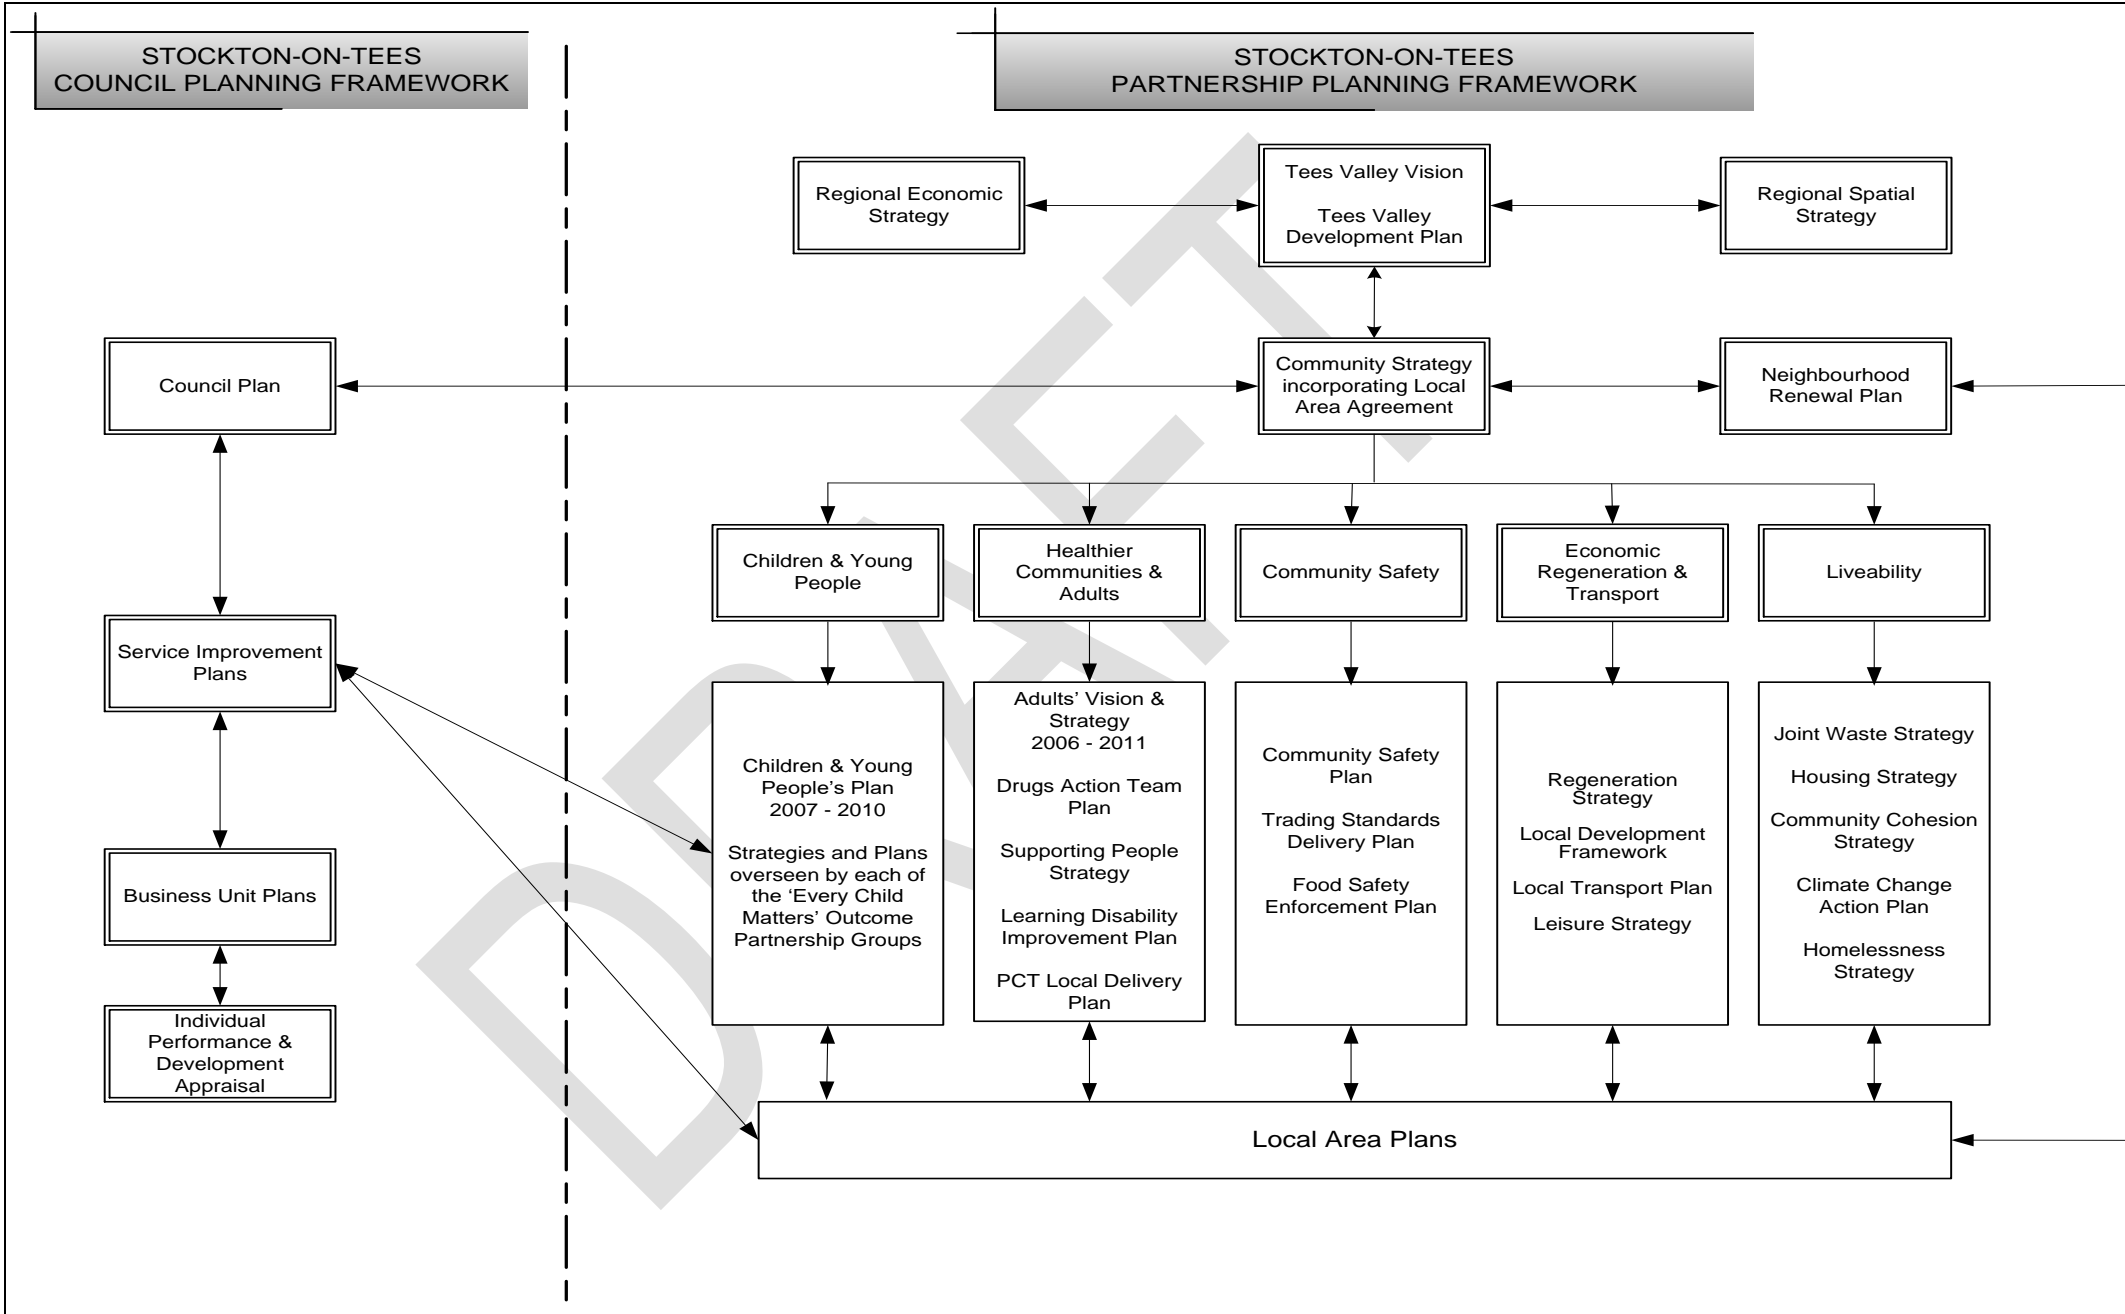 STOCKTON-ON-TEES
COUNCIL PLANNING FRAMEWORK
STOCKTON-ON-TEES
PARTNERSHIP PLANNING FRAMEWORK
Regional Economic
Strategy
Tees Valley Vision
Tees Valley
Development Plan
Regional Spatial
Strategy
Council Plan
Community Strategy
incorporating Local
Area Agreement
Neighbourhood
Renewal Plan
Children & Young
People
Healthier
Communities &
Adults
Community Safety
Economic
Regeneration &
Transport
Liveability
Service Improvement
Plans
Business Unit Plans
Individual
Performance &
Development
Appraisal
Children & Young
People's Plan
2007 - 2010
Strategies and Plans
overseen by each of
the ‘Every Child
Matters’ Outcome
Partnership Groups
Adults’ Vision &
Strategy
2006 - 2011
Drugs Action Team
Plan
Supporting People
Strategy
Learning Disability
Improvement Plan
PCT Local Delivery
Plan
Community Safety
Plan
Trading Standards
Delivery Plan
Food Safety
Enforcement Plan
Regeneration
Strategy
Local Development
Framework
Local Transport Plan
Leisure Strategy
Joint Waste Strategy
Housing Strategy
Community Cohesion
Strategy
Climate Change
Action Plan
Homelessness
Strategy
Local Area Plans
DRAFT